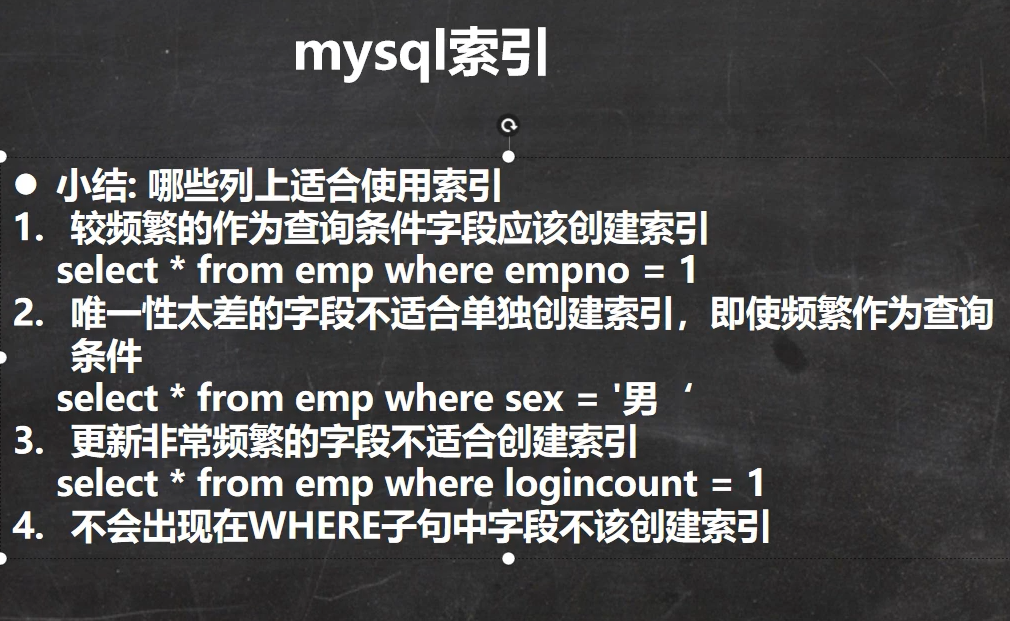 mysql索引
● 小结: 哪些列上适合使用索引
1. 较频繁的作为查询条件字段应该创建索引
select * from emp where empno = 1
2. 唯一性太差的字段不适合单独创建索引，即使频繁作为查询
条件
select * from emp where sex = '男‘
3. 更新非常频繁的字段不适合创建索引
select * from emp where logincount = 1
4. 不会出现在WHERE子句中字段不该创建索引